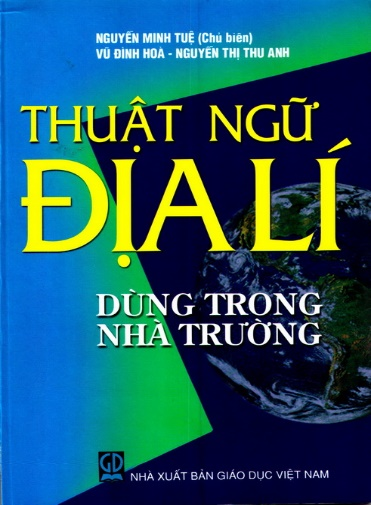 NGUYỄN MINH TUỆ (Chủ biên)
VŨ ĐÌNH HOÀ - NGUYỄN THỊ THU ANH
THUẬT NGỮ
ĐỊA LÍ
DÙNG TRONG
NHÀ TRƯỜNG
GD
NHÀ XUẤT BẢN GIÁO DỤC VIỆT NAM